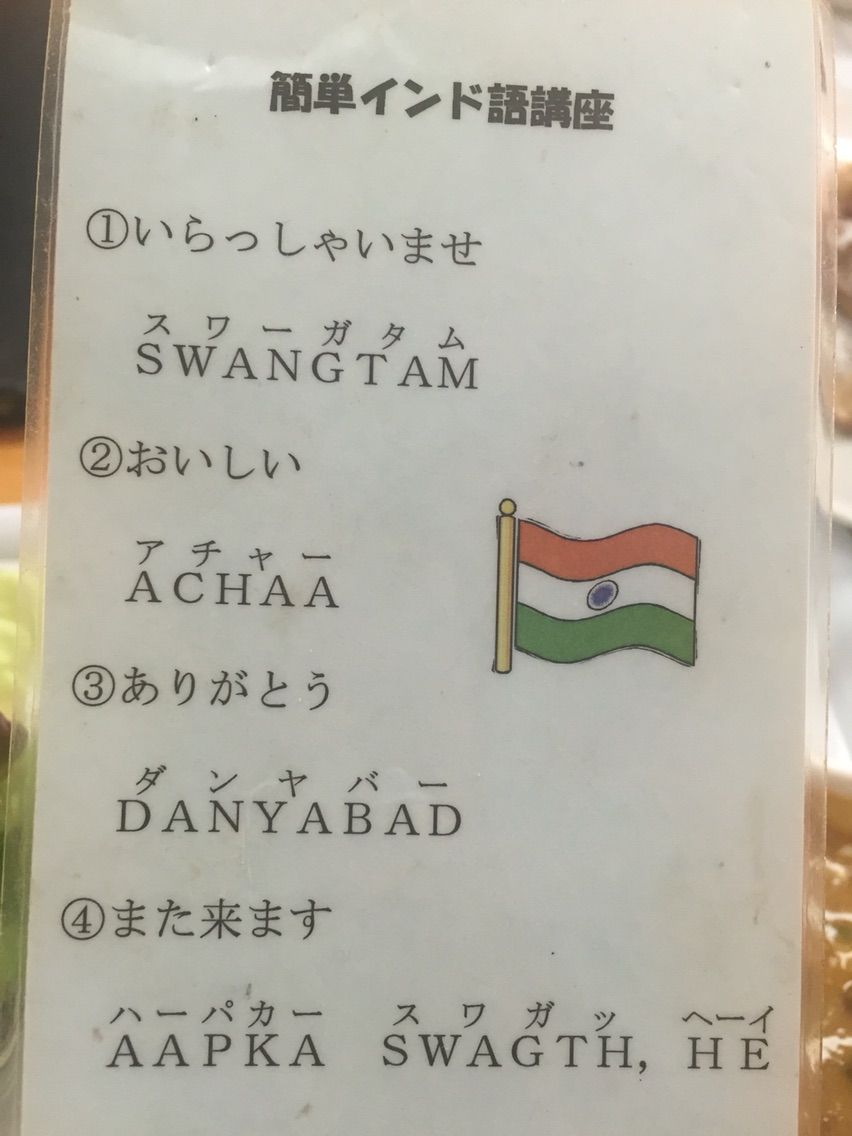 簡単インド語講座
①いらっしゃいませ
スワーガタム
SWANGTAM
②おいしい
アチャー
ACHAA
③ありがとう
ダンヤバー
DANYABAD
④また来ます
ハーパカー スワガッ ヘーイ
AAPKA SWAGTH, HE